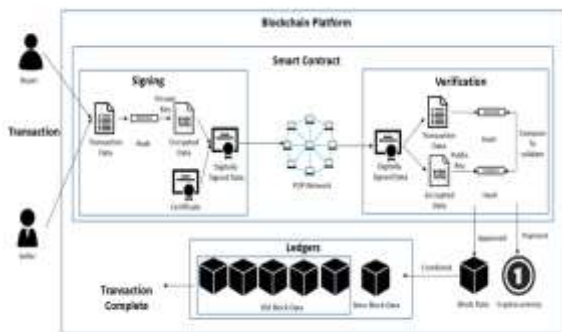 Blockchain Platform
Smart Contract
Signing
Verification
Buyer
Private
Key
Transaction
Transaction
Data
Hash
Encrypted
Data
Digitally
Signed Data
Certificate
P2P Network
Digitally
Signed Data
Transaction
Data
Hash
Public
Key
Encrypted
Data
Hash
Compare To
validate
Seller
Approved
Payment
Ledgers
Combined
Transaction
Complete
Old Block Data
New Block Data
Block Data
Cryptocurrency